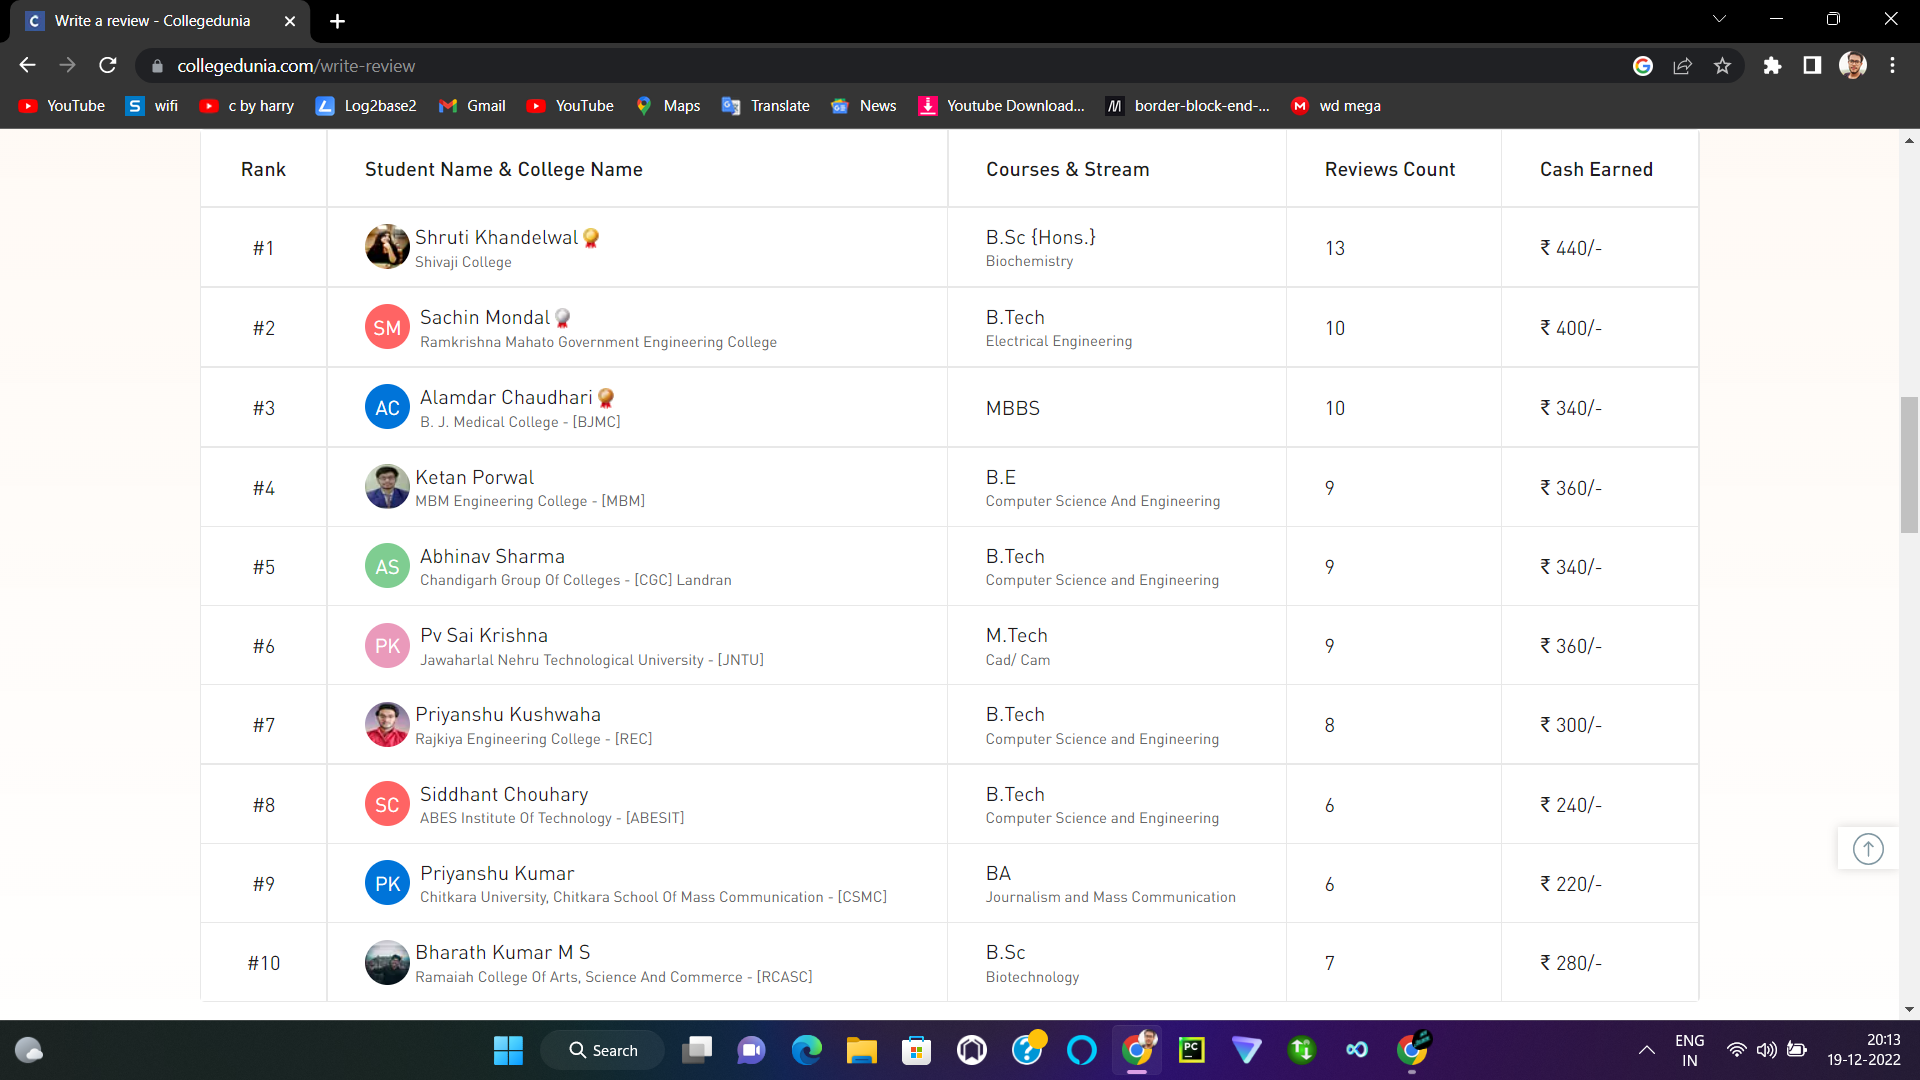 Write a review - Collegedunia
collegedunia.com/write-review
YouTube wifi c by harry Log2base2 Gmail YouTube Maps Translate News Youtube Download... border-block-end-... wd mega
Rank Student Name & College Name Courses & Stream Reviews Count Cash Earned
#1 Shruti Khandelwal B.Sc {Hons.} 13 ₹ 440/-
Shivaji College Biochemistry
#2 SM Sachin Mondal B.Tech 10 ₹ 400/-
Ramkrishna Mahato Government Engineering College Electrical Engineering
#3 AC Alamdar Chaudhari MBBS 10 ₹ 340/-
B. J. Medical College - [BJMC]
#4 Ketan Porwal B.E 9 ₹ 360/-
MBM Engineering College - [MBM] Computer Science And Engineering
#5 AS Abhinav Sharma B.Tech 9 ₹ 340/-
Chandigarh Group Of Colleges - [CGC] Landran Computer Science and Engineering
#6 PK Pv Sai Krishna M.Tech 9 ₹ 360/-
Jawaharlal Nehru Technological University - [JNTU] Cad/ Cam
#7 Priyanshu Kushwaha B.Tech 8 ₹ 300/-
Rajkiya Engineering College - [REC] Computer Science and Engineering
#8 SC Siddhant Chouhary B.Tech 6 ₹ 240/-
ABES Institute Of Technology - [ABESIT] Computer Science and Engineering
#9 PK Priyanshu Kumar BA 6 ₹ 220/-
Chitkara University, Chitkara School Of Mass Communication - [CSMC] Journalism and Mass Communication
#10 Bharath Kumar M S B.Sc 7 ₹ 280/-
Ramaiah College Of Arts, Science And Commerce - [RCASC] Biotechnology
Search
ENG
IN
20:13
19-12-2022